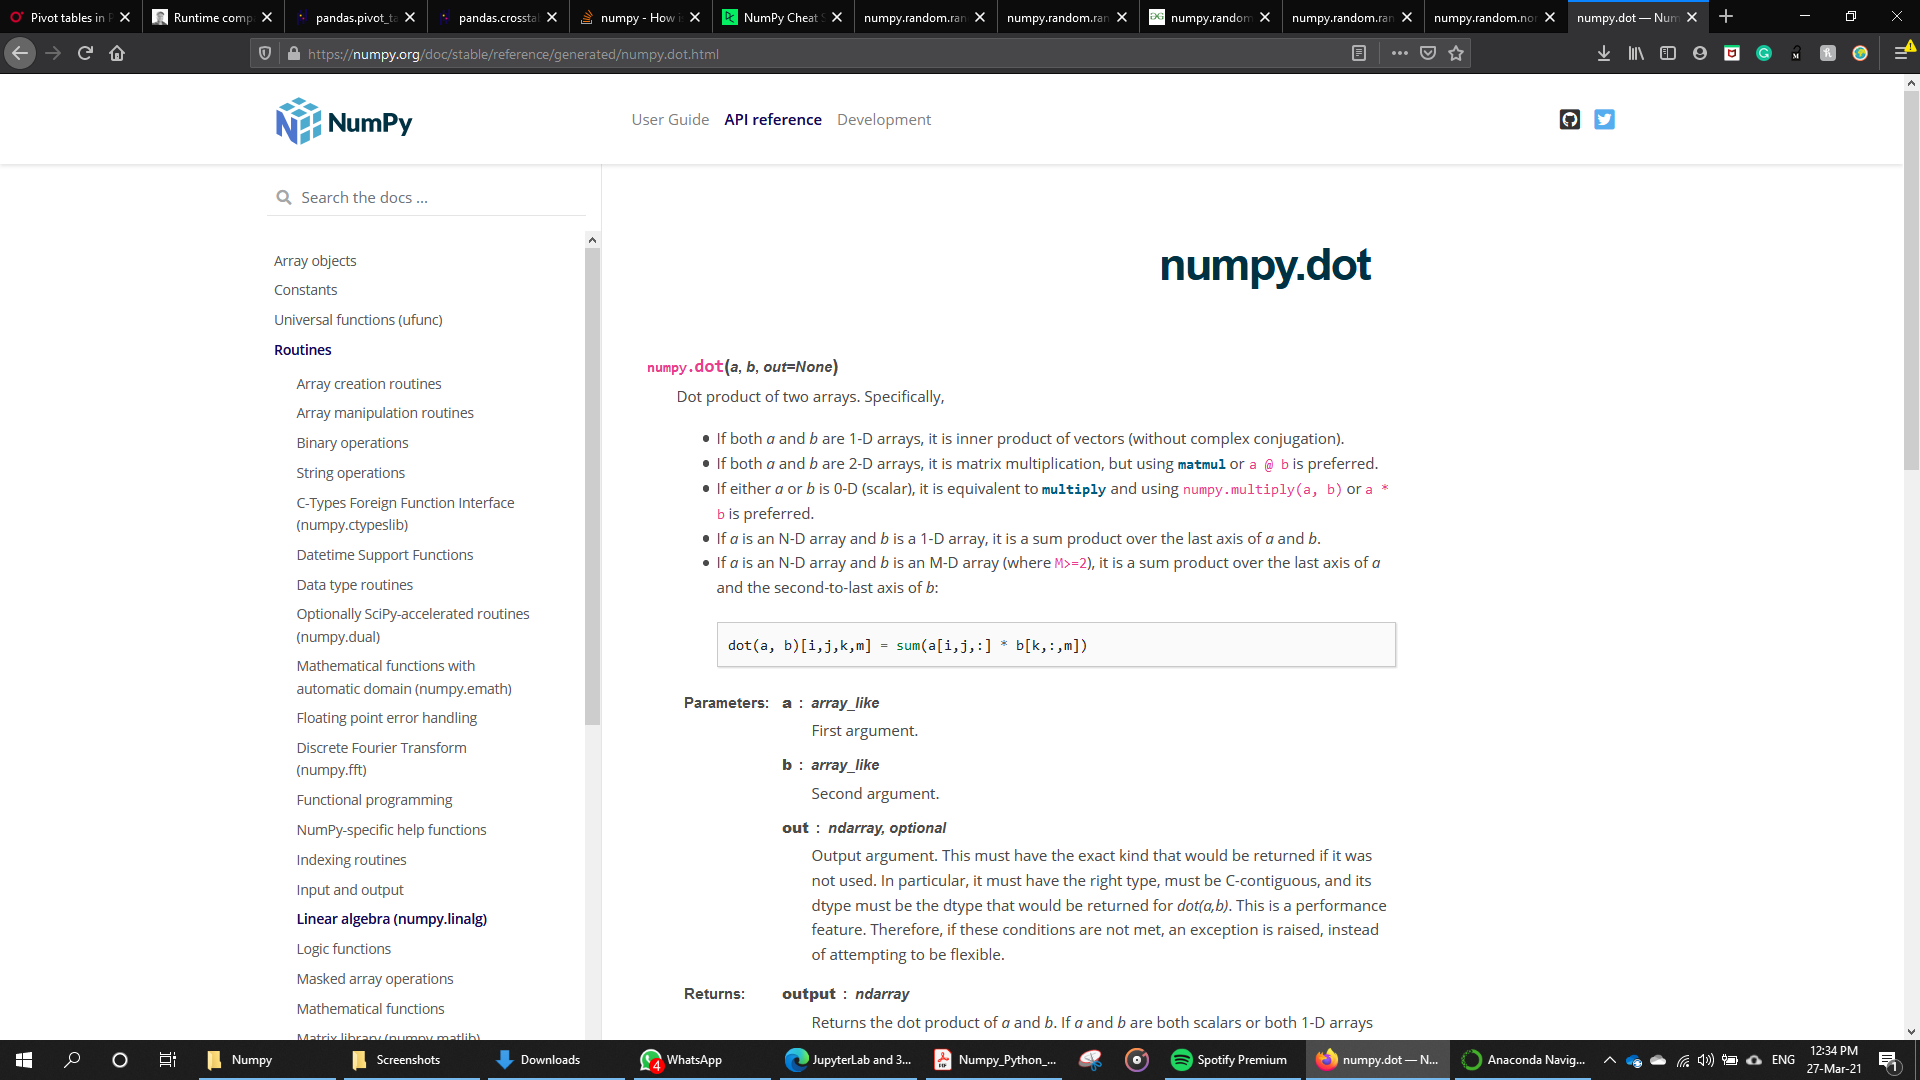 Pivot tables in P
Runtime comp
pandas.pivot_ta
pandas.crosstal
numpy - How i
NumPy Cheat S
numpy.random.ran
numpy.random.ran
numpy.random
numpy.random.ran
numpy.random.nor
numpy.dot — Num
https://numpy.org/doc/stable/reference/generated/numpy.dot.html
NumPy
User Guide
API reference
Development
Search the docs ...
Array objects
Constants
Universal functions (ufunc)
Routines
Array creation routines
Array manipulation routines
Binary operations
String operations
C-Types Foreign Function Interface
(numpy.ctypeslib)
Datetime Support Functions
Data type routines
Optionally SciPy-accelerated routines
(numpy.dual)
Mathematical functions with
automatic domain (numpy.emath)
Floating point error handling
Discrete Fourier Transform
(numpy.fft)
Functional programming
NumPy-specific help functions
Indexing routines
Input and output
Linear algebra (numpy.linalg)
Logic functions
Masked array operations
Mathematical functions
Matrix library (numpy.matlib)
numpy.dot
numpy.dot(a, b, out=None)
Dot product of two arrays. Specifically,
• If both a and b are 1-D arrays, it is inner product of vectors (without complex conjugation).
• If both a and b are 2-D arrays, it is matrix multiplication, but using matmul or a @ b is preferred.
• If either a or b is 0-D (scalar), it is equivalent to multiply and using numpy.multiply(a, b) or a *
b is preferred.
• If a is an N-D array and b is a 1-D array, it is a sum product over the last axis of a and b.
• If a is an N-D array and b is an M-D array (where M>=2), it is a sum product over the last axis of a
and the second-to-last axis of b:
dot(a, b)[i,j,k,m] = sum(a[i,j,:] * b[k,:,m])
Parameters: a : array_like
First argument.
b : array_like
Second argument.
out : ndarray, optional
Output argument. This must have the exact kind that would be returned if it was
not used. In particular, it must have the right type, must be C-contiguous, and its
dtype must be the dtype that would be returned for dot(a,b). This is a performance
feature. Therefore, if these conditions are not met, an exception is raised, instead
of attempting to be flexible.
Returns: output : ndarray
Returns the dot product of a and b. If a and b are both scalars or both 1-D arrays
Numpy
Screenshots
Downloads
4
WhatsApp
JupyterLab and 3...
Numpy_Python_...
Spotify Premium
numpy.dot — N...
Anaconda Navig...
ENG
12:34 PM
27-Mar-21
1